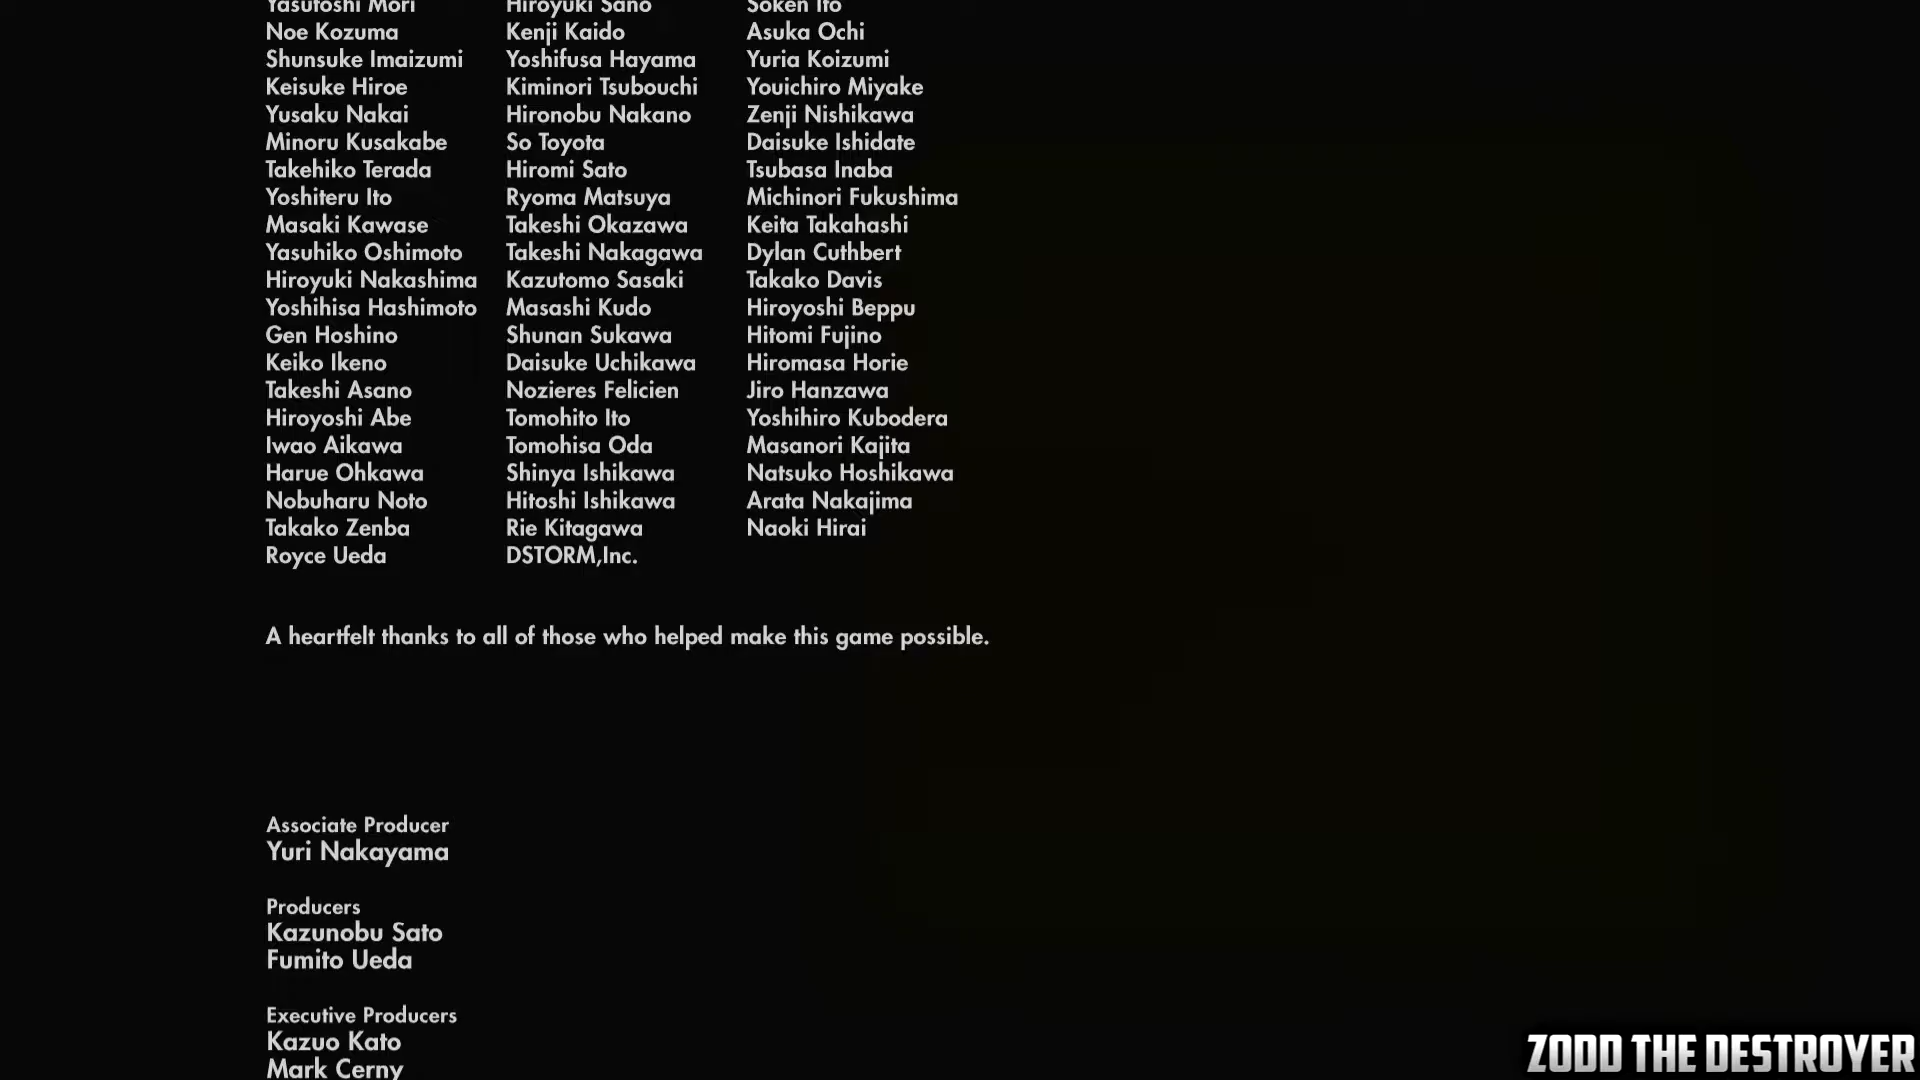 Yasutoshi Mori Hiroyuki Sano Soken Ito
Noe Kozuma Kenji Kaido Asuka Ochi
Shunsuke Imaizumi Yoshifusa Hayama Yuria Koizumi
Keisuke Hiroe Kiminori Tsubouchi Youichiro Miyake
Yusaku Nakai Hironobu Nakano Zenji Nishikawa
Minoru Kusakabe So Toyota Daisuke Ishidate
Takehiko Terada Hiromi Sato Tsubasa Inaba
Yoshiteru Ito Ryoma Matsuya Michinori Fukushima
Masaki Kawase Takeshi Okazawa Keita Takahashi
Yasuhiko Oshimoto Takeshi Nakagawa Dylan Cuthbert
Hiroyuki Nakashima Kazutomo Sasaki Takako Davis
Yoshihisa Hashimoto Masashi Kudo Hiroyoshi Beppu
Gen Hoshino Shunan Sukawa Hitomi Fujino
Keiko Ikeno Daisuke Uchikawa Hiromasa Horie
Takeshi Asano Nozieres Felicien Jiro Hanzawa
Hiroyoshi Abe Tomohito Ito Yoshihiro Kubodera
Iwao Aikawa Tomohisa Oda Masanori Kajita
Harue Ohkawa Shinya Ishikawa Natsuko Hoshikawa
Nobuharu Noto Hitoshi Ishikawa Arata Nakajima
Takako Zenba Rie Kitagawa Naoki Hirai
Royce Ueda DSTORM,Inc.
A heartfelt thanks to all of those who helped make this game possible.
Associate Producer
Yuri Nakayama
Producers
Kazunobu Sato
Fumito Ueda
Executive Producers
Kazuo Kato
Mark Cerny
ZODD THE DESTROYER